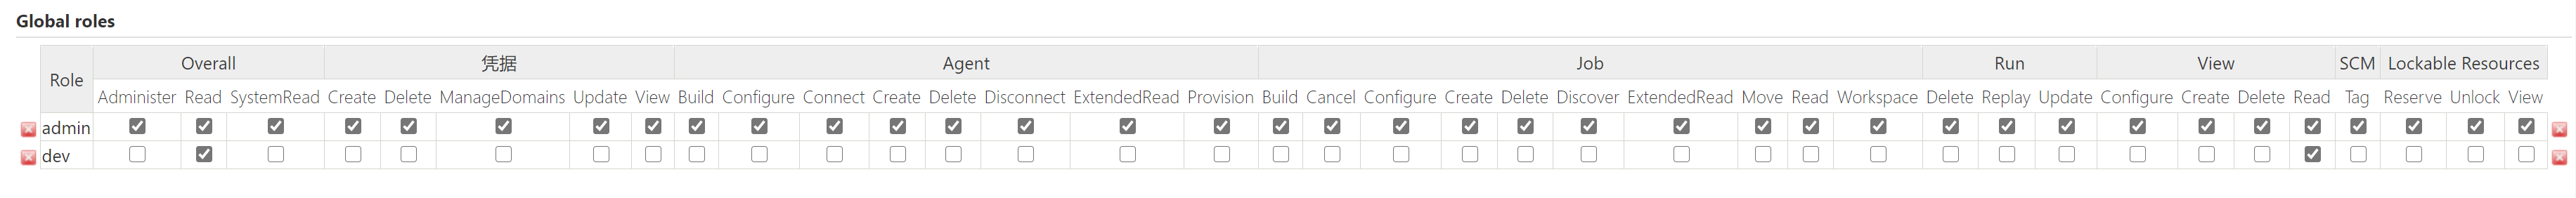 Global roles
Role Overall 凭据 Agent Job Run View SCM Lockable Resources
Administer Read SystemRead Create Delete ManageDomains Update View Build Configure Connect Create Delete Disconnect ExtendedRead Provision Build Cancel Configure Create Delete Discover ExtendedRead Move Read Workspace Delete Replay Update Configure Create Delete Read Tag Reserve Unlock View
admin
dev